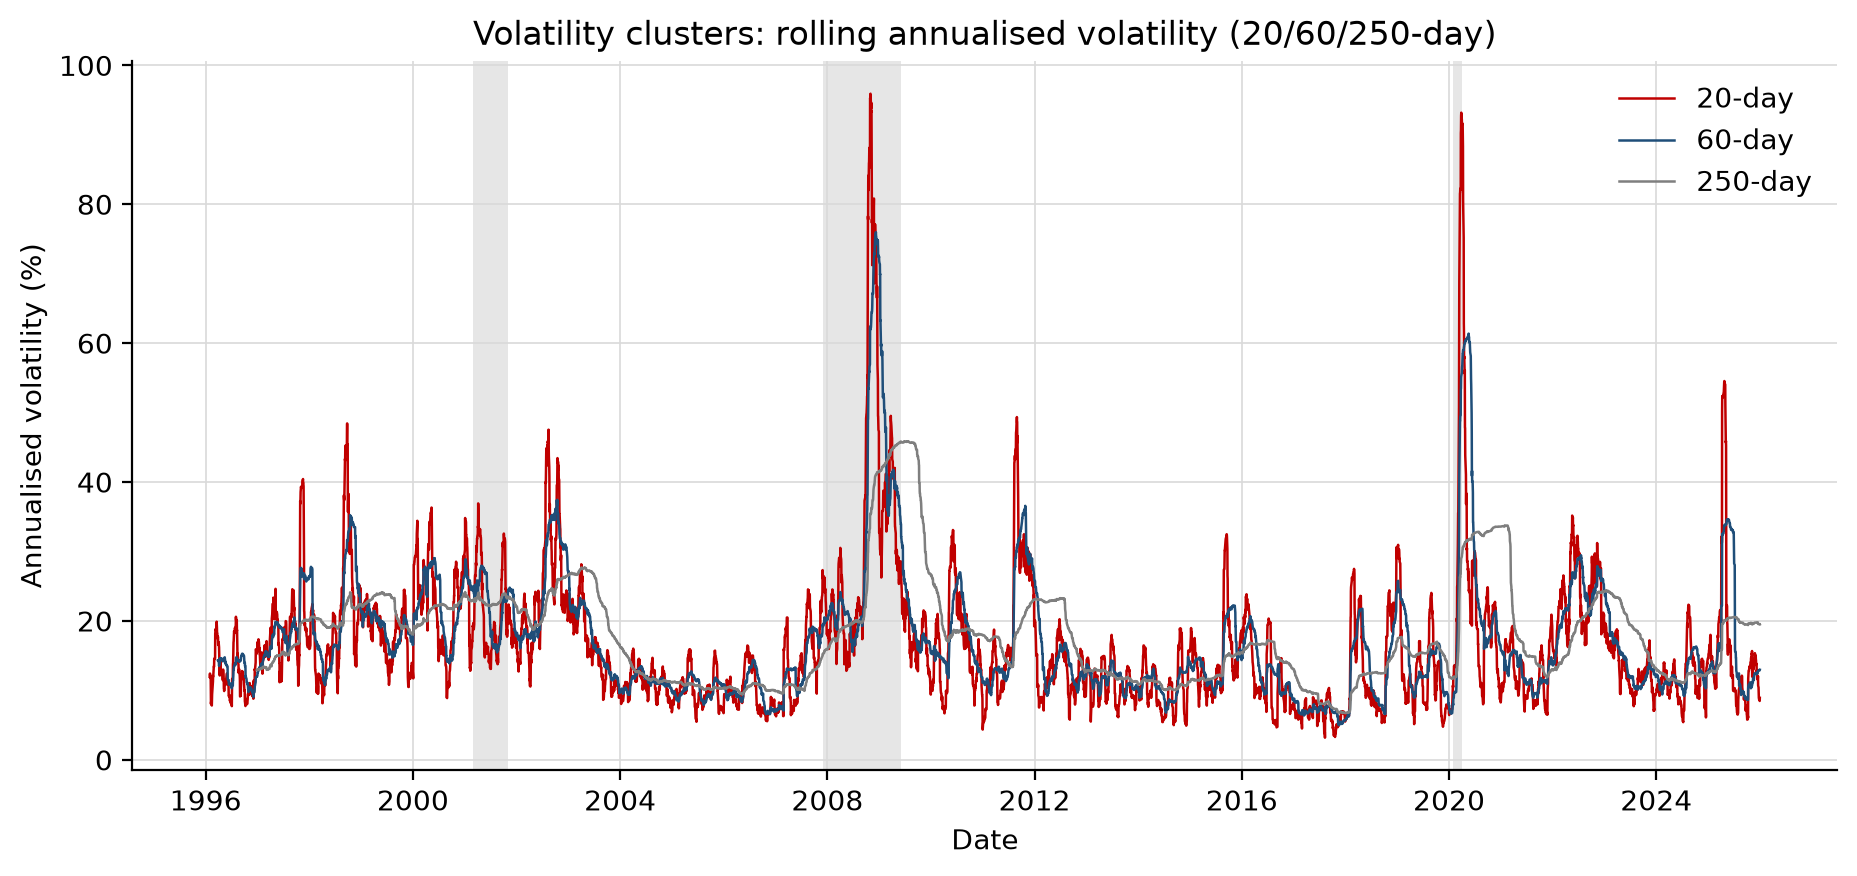 Volatility clusters: rolling annualised volatility (20/60/250-day)
Annualised volatility (%)
100
80
60
40
20
0
20-day
60-day
250-day
1996
2000
2004
2008
2012
2016
2020
2024
Date